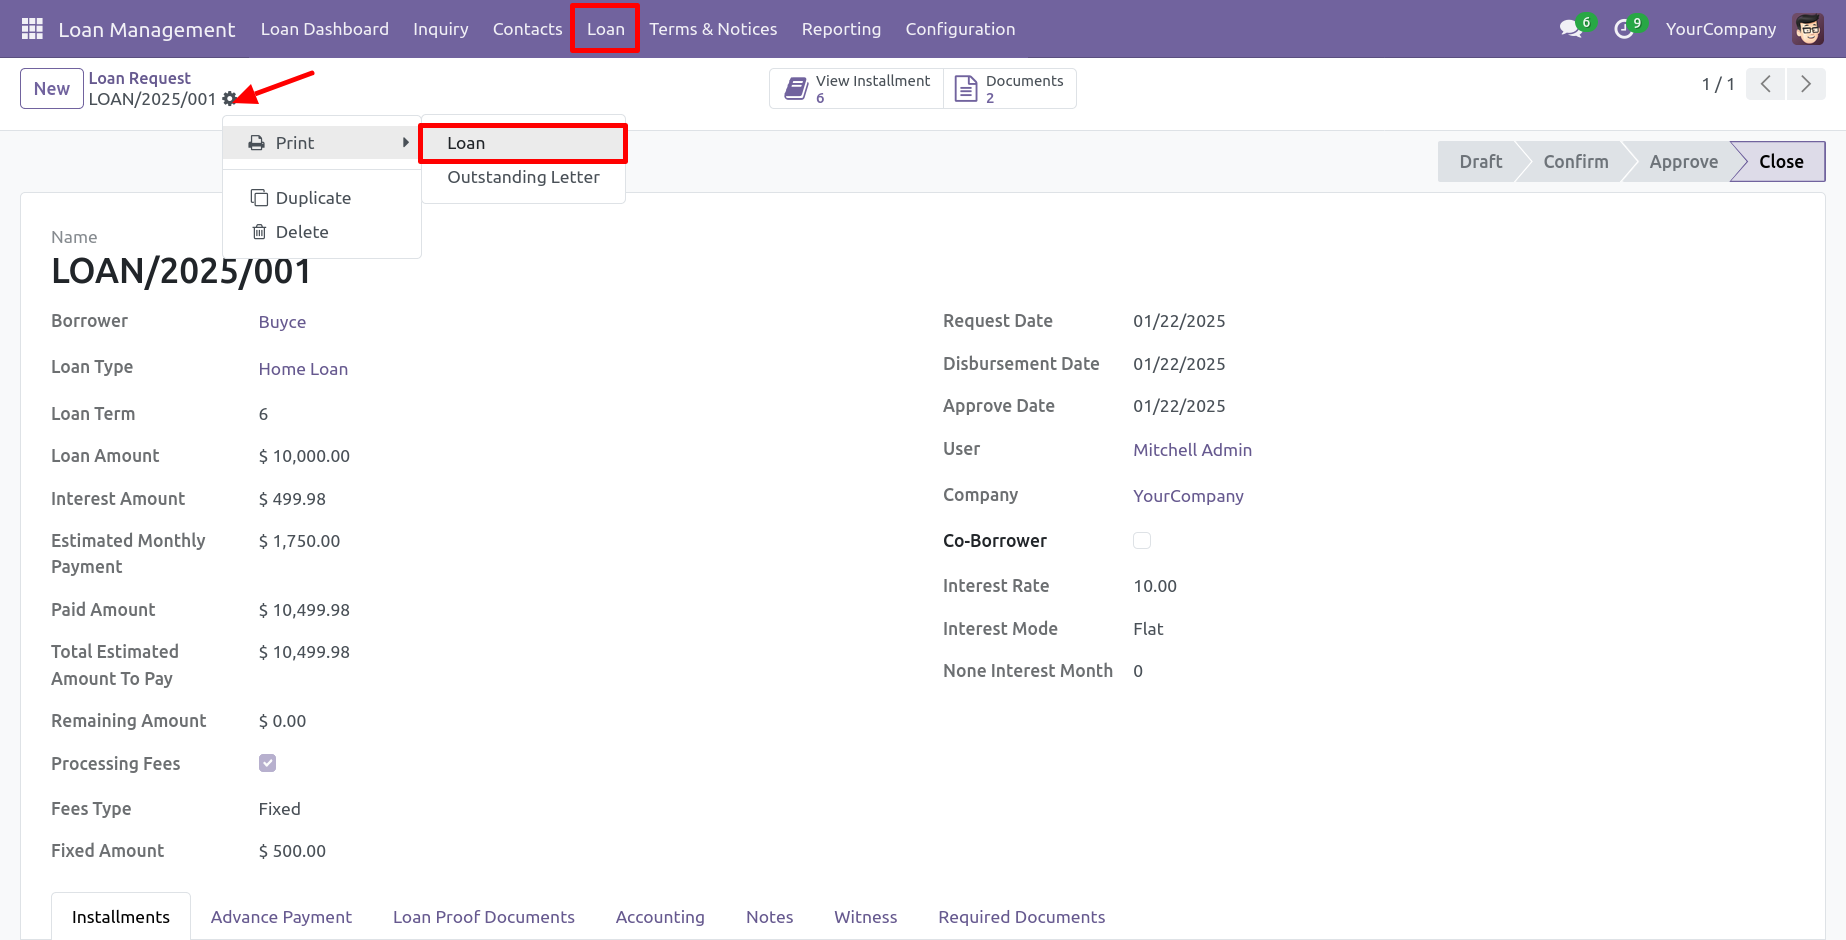 Loan Management Loan Dashboard Inquiry Contacts Loan Terms & Notices Reporting Configuration 6 9 YourCompany
New Loan Request
LOAN/2025/001
View Installment
6
Documents
2
1 / 1
Print
Duplicate
Delete
Loan
Outstanding Letter
Draft Confirm Approve Close
Name
LOAN/2025/001
Borrower Buyce
Loan Type Home Loan
Loan Term 6
Loan Amount $ 10,000.00
Interest Amount $ 499.98
Estimated Monthly $ 1,750.00
Payment
Paid Amount $ 10,499.98
Total Estimated $ 10,499.98
Amount To Pay
Remaining Amount $ 0.00
Processing Fees
Fees Type Fixed
Fixed Amount $ 500.00
Request Date 01/22/2025
Disbursement Date 01/22/2025
Approve Date 01/22/2025
User Mitchell Admin
Company YourCompany
Co-Borrower
Interest Rate 10.00
Interest Mode Flat
None Interest Month 0
Installments Advance Payment Loan Proof Documents Accounting Notes Witness Required Documents